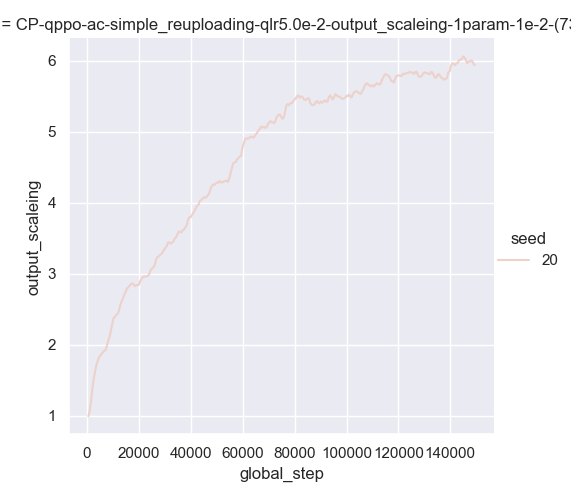 = CP-qppo-ac-simple_reuploading-qlr5.0e-2-output_scaleing-1param-1e-2-(73
6
5
4
3
2
1
output_scaleing
seed
20
0 20000 40000 60000 80000 100000 120000 140000
global_step